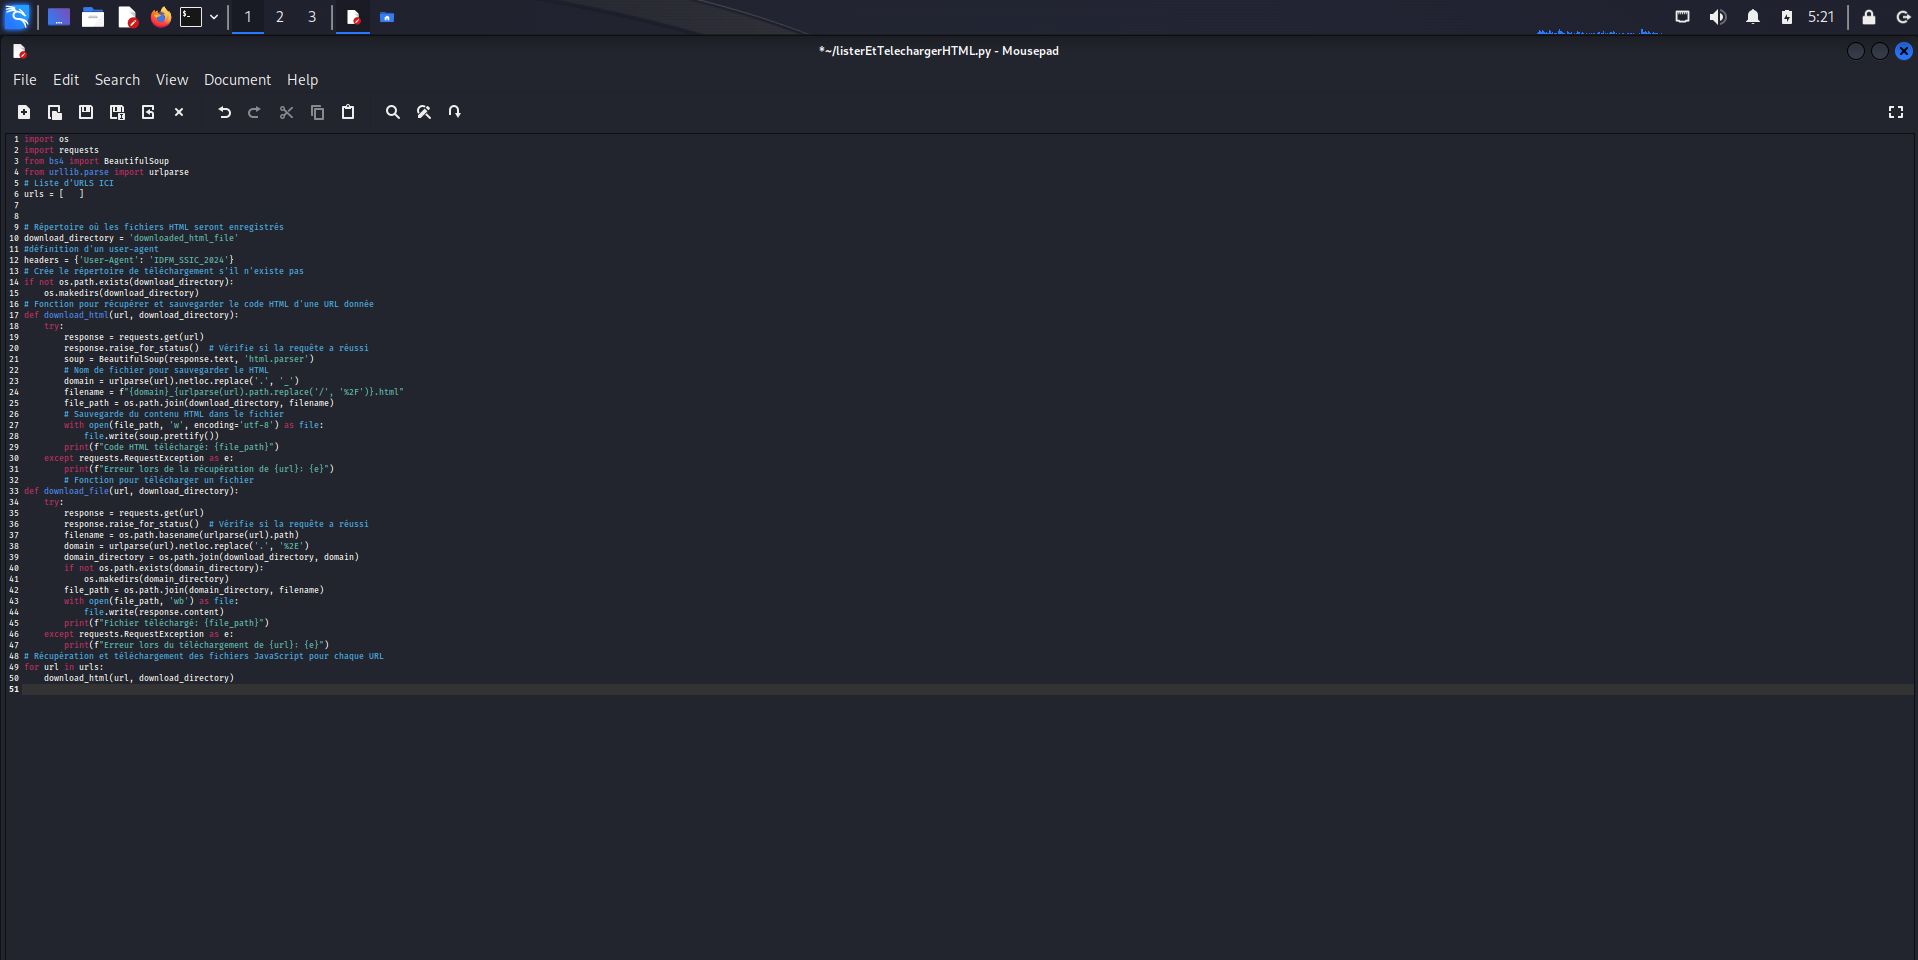 1 2 3 5:21
*~/listerEtTelechargerHTML.py - Mousepad
File Edit Search View Document Help
1 import os
2 import requests
3 from bs4 import BeautifulSoup
4 from urllib.parse import urlparse
5 # Liste d'URLS ICI
6 urls = [   ]
7
8
9 # Répertoire où les fichiers HTML seront enregistrés
10 download_directory = 'downloaded_html_file'
11 #définition d'un user-agent
12 headers = {'User-Agent': 'IDFM_SSIC_2024'}
13 # Crée le répertoire de téléchargement s'il n'existe pas
14 if not os.path.exists(download_directory):
15     os.makedirs(download_directory)
16 # Fonction pour récupérer et sauvegarder le code HTML d'une URL donnée
17 def download_html(url, download_directory):
18     try:
19         response = requests.get(url)
20         response.raise_for_status()  # Vérifie si la requête a réussi
21         soup = BeautifulSoup(response.text, 'html.parser')
22         # Nom de fichier pour sauvegarder le HTML
23         domain = urlparse(url).netloc.replace('.', '_')
24         filename = f"{domain}_{urlparse(url).path.replace('/', '%2F')}.html"
25         file_path = os.path.join(download_directory, filename)
26         # Sauvegarde du contenu HTML dans le fichier
27         with open(file_path, 'w', encoding='utf-8') as file:
28             file.write(soup.prettify())
29         print(f"Code HTML téléchargé: {file_path}")
30     except requests.RequestException as e:
31         print(f"Erreur lors de la récupération de {url}: {e}")
32         # Fonction pour télécharger un fichier
33 def download_file(url, download_directory):
34     try:
35         response = requests.get(url)
36         response.raise_for_status()  # Vérifie si la requête a réussi
37         filename = os.path.basename(urlparse(url).path)
38         domain = urlparse(url).netloc.replace('.', '%2E')
39         domain_directory = os.path.join(download_directory, domain)
40         if not os.path.exists(domain_directory):
41             os.makedirs(domain_directory)
42         file_path = os.path.join(domain_directory, filename)
43         with open(file_path, 'wb') as file:
44             file.write(response.content)
45         print(f"Fichier téléchargé: {file_path}")
46     except requests.RequestException as e:
47         print(f"Erreur lors du téléchargement de {url}: {e}")
48 # Récupération et téléchargement des fichiers JavaScript pour chaque URL
49 for url in urls:
50     download_html(url, download_directory)
51